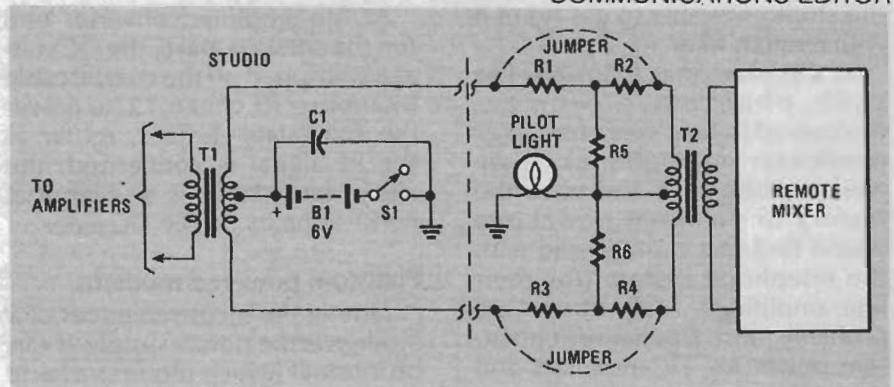 COMMUNICATIONS EDITOR
STUDIO
JUMPER
R1
R2
C1
PILOT
LIGHT
R5
T1
T2
TO
AMPLIFIERS
+
B1
6V
S1
REMOTE
MIXER
R6
R3
R4
JUMPER